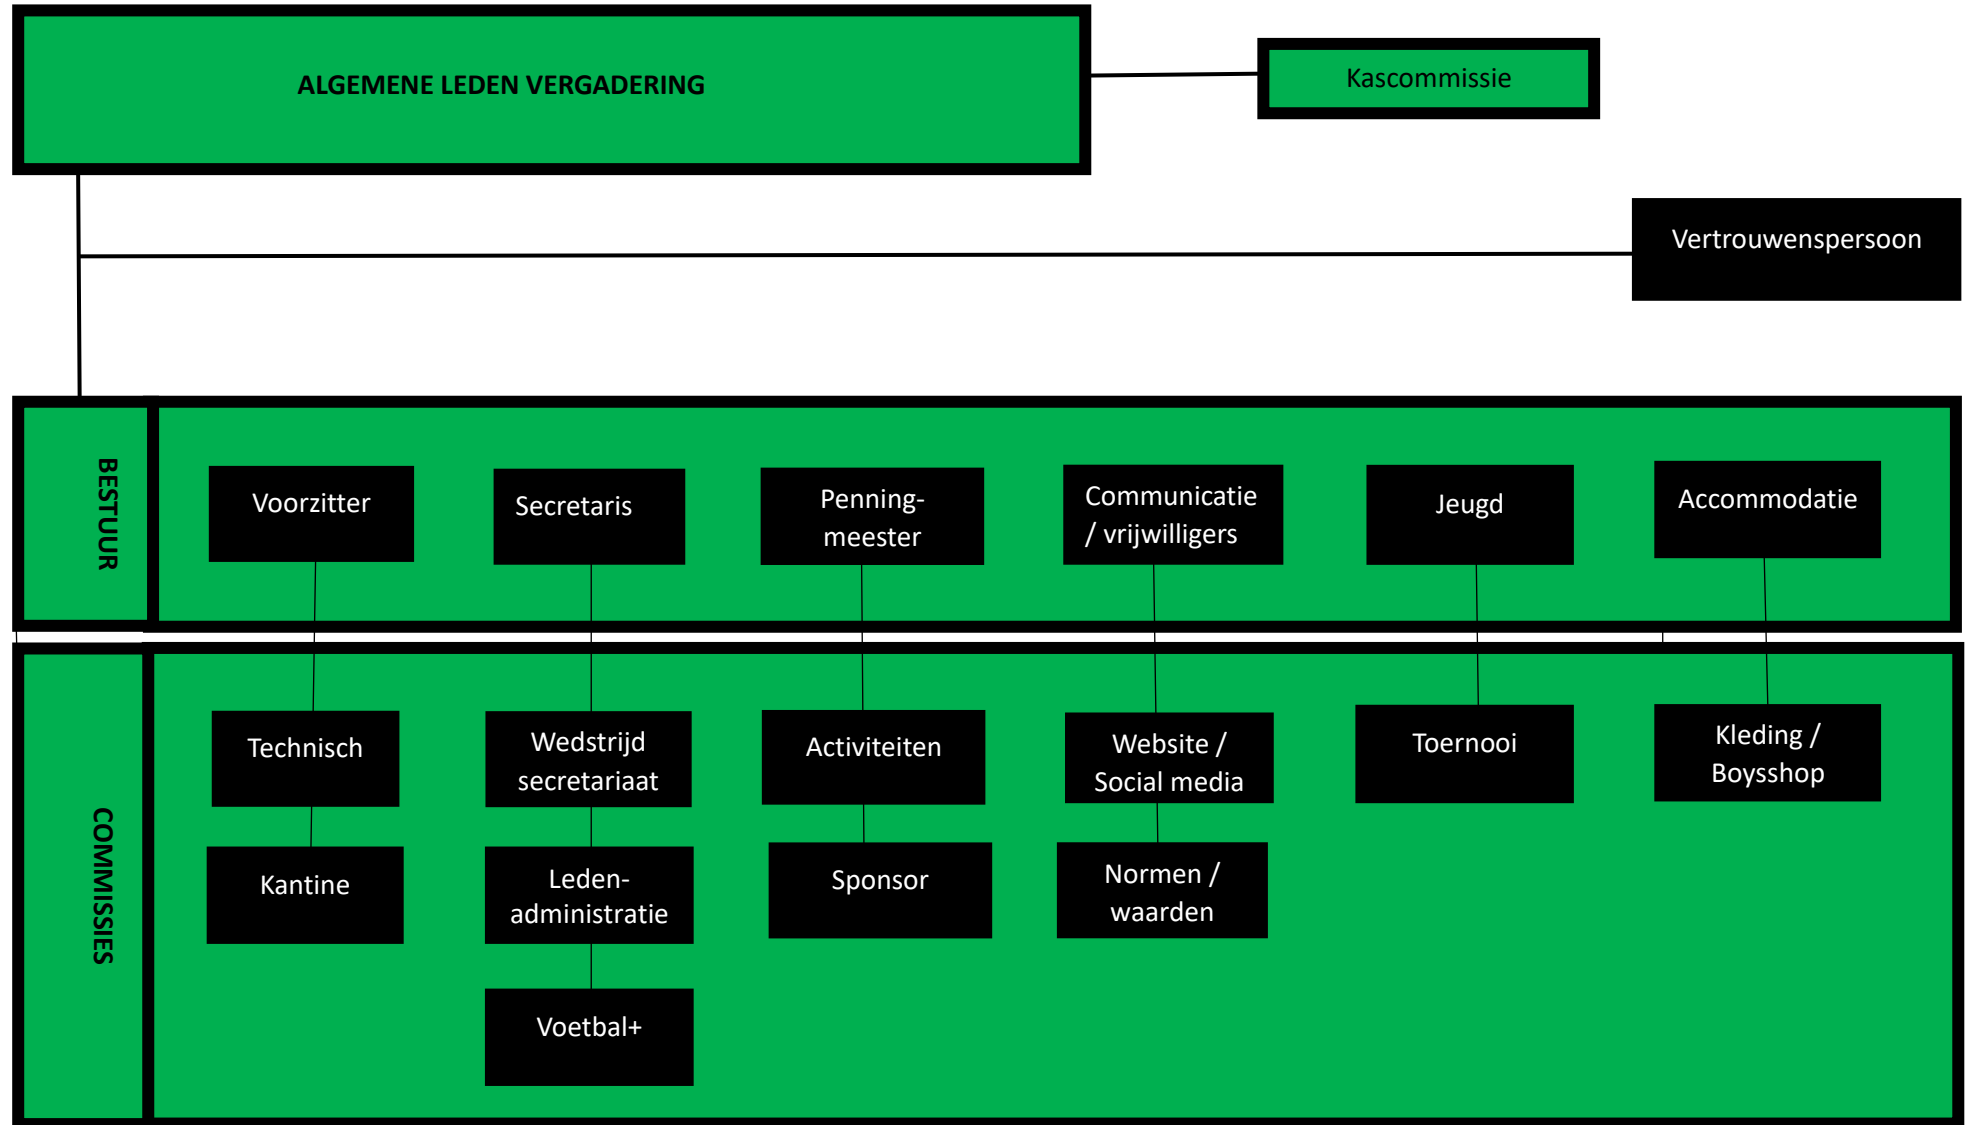 ALGEMENE LEDEN VERGADERING
Kascommissie
Vertrouwenspersoon
BESTUUR
Voorzitter
Secretaris
Penning-
meester
Communicatie
/ vrijwilligers
Jeugd
Accommodatie
COMMISSIES
Technisch
Wedstrijd
secretariaat
Activiteiten
Website /
Social media
Toernooi
Kleding /
Boysshop
Kantine
Leden-
administratie
Sponsor
Normen /
waarden
Voetbal+